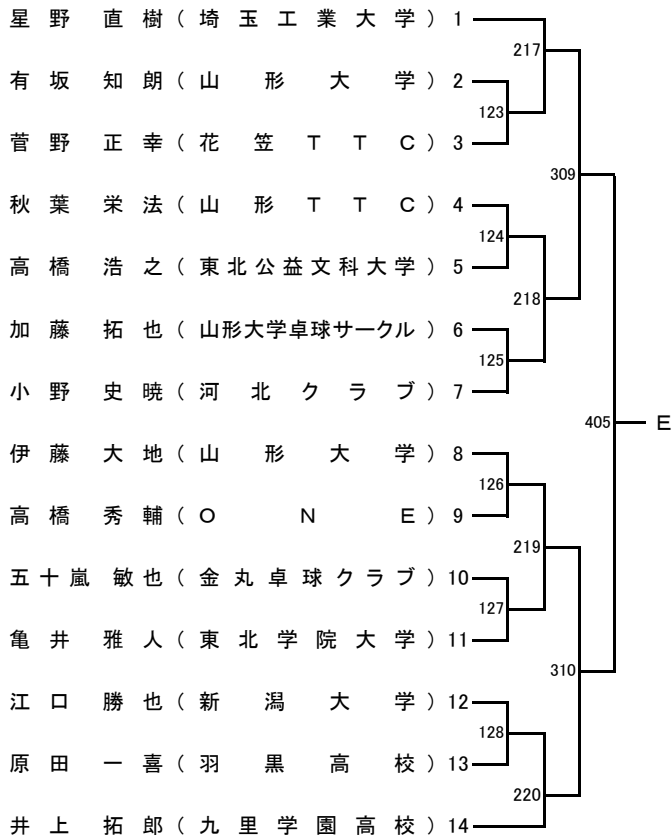 星野 直樹 ( 埼玉工業大学 ) 1
217
有坂 知朗 ( 山形大学 ) 2
123
菅野 正幸 ( 花笠TTC ) 3
309
秋葉 栄法 ( 山形TTC ) 4
124
高橋 浩之 ( 東北公益文科大学 ) 5
218
加藤 拓也 ( 山形大学卓球サークル ) 6
125
小野 史暁 ( 河北クラブ ) 7
405 E
伊藤 大地 ( 山形大学 ) 8
126
高橋 秀輔 ( ONE ) 9
219
五十嵐 敏也 ( 金丸卓球クラブ ) 10
127
亀井 雅人 ( 東北学院大学 ) 11
310
江口 勝也 ( 新潟大学 ) 12
128
原田 一喜 ( 羽黒高校 ) 13
220
井上 拓郎 ( 九里学園高校 ) 14